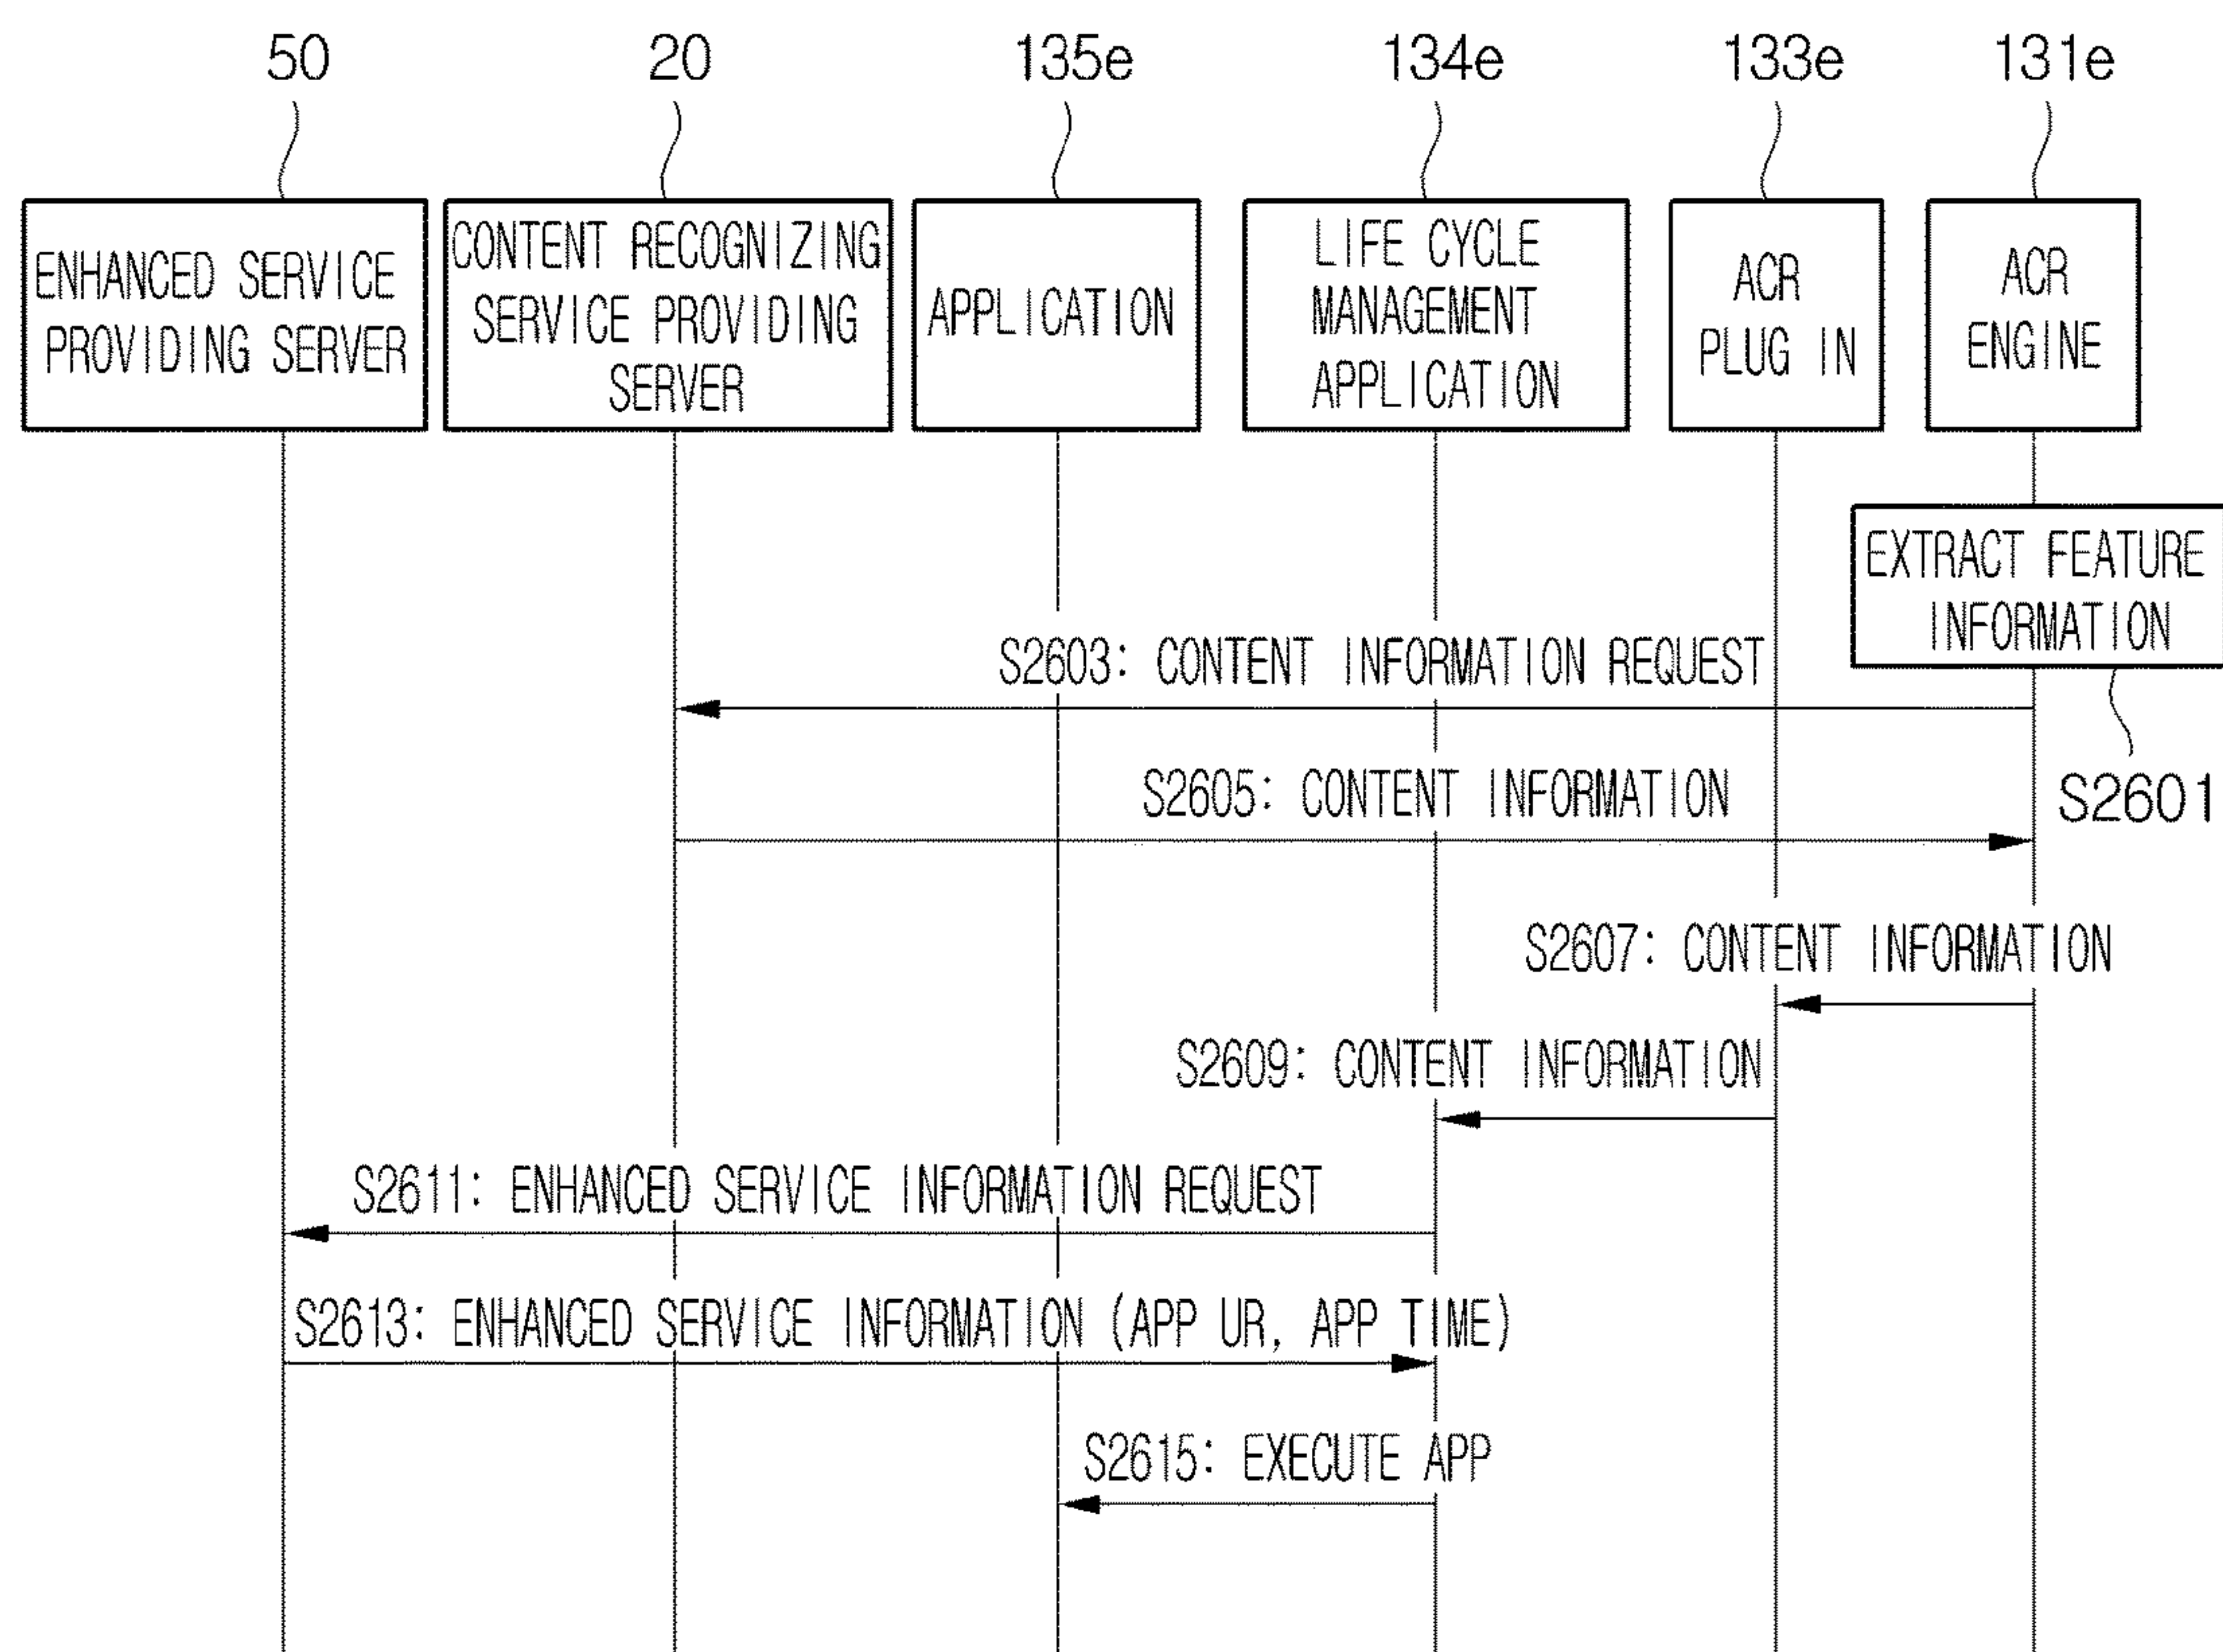 50
20
135e
134e
133e
131e
ENHANCED SERVICE
PROVIDING SERVER
CONTENT RECOGNIZING
SERVICE PROVIDING
SERVER
APPLICATION
LIFE CYCLE
MANAGEMENT
APPLICATION
ACR
PLUG IN
ACR
ENGINE
EXTRACT FEATURE
INFORMATION
S2603: CONTENT INFORMATION REQUEST
S2605: CONTENT INFORMATION
S2601
S2607: CONTENT INFORMATION
S2609: CONTENT INFORMATION
S2611: ENHANCED SERVICE INFORMATION REQUEST
S2613: ENHANCED SERVICE INFORMATION (APP UR, APP TIME)
S2615: EXECUTE APP